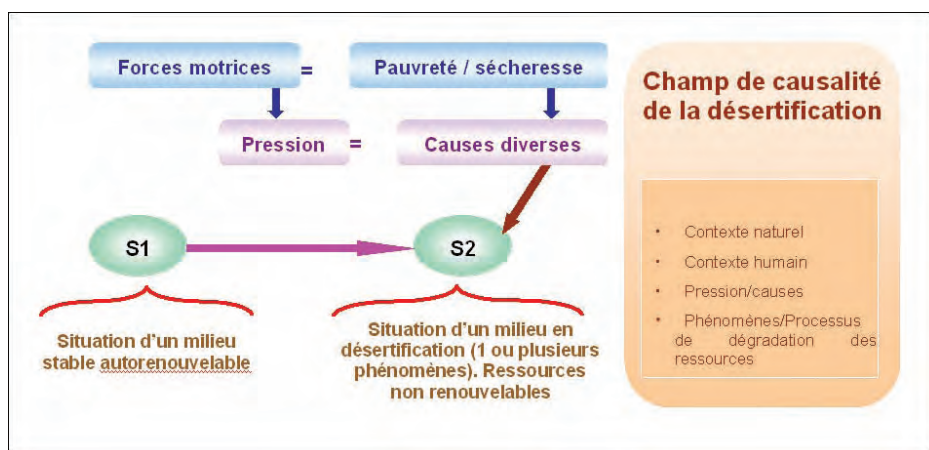 Forces motrices = Pauvreté / sécheresse
Pression = Causes diverses
S1
S2
Situation d'un milieu
stable autorenouvelable
Situation d'un milieu en
désertification (1 ou plusieurs
phénomènes). Ressources
non renouvelables
Champ de causalité
de la désertification
• Contexte naturel
• Contexte humain
• Pression/causes
• Phénomènes/Processus
de dégradation des
ressources